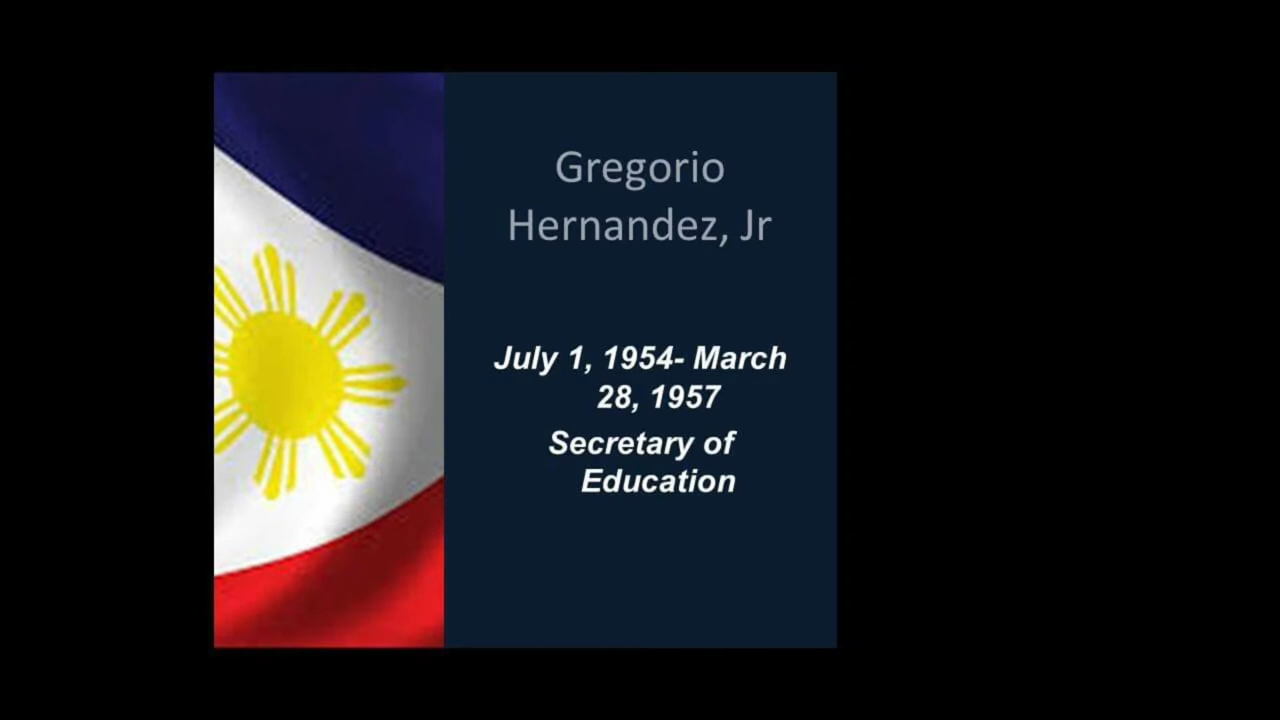 Gregorio
Hernandez, Jr
July 1, 1954- March
28, 1957
Secretary of
Education